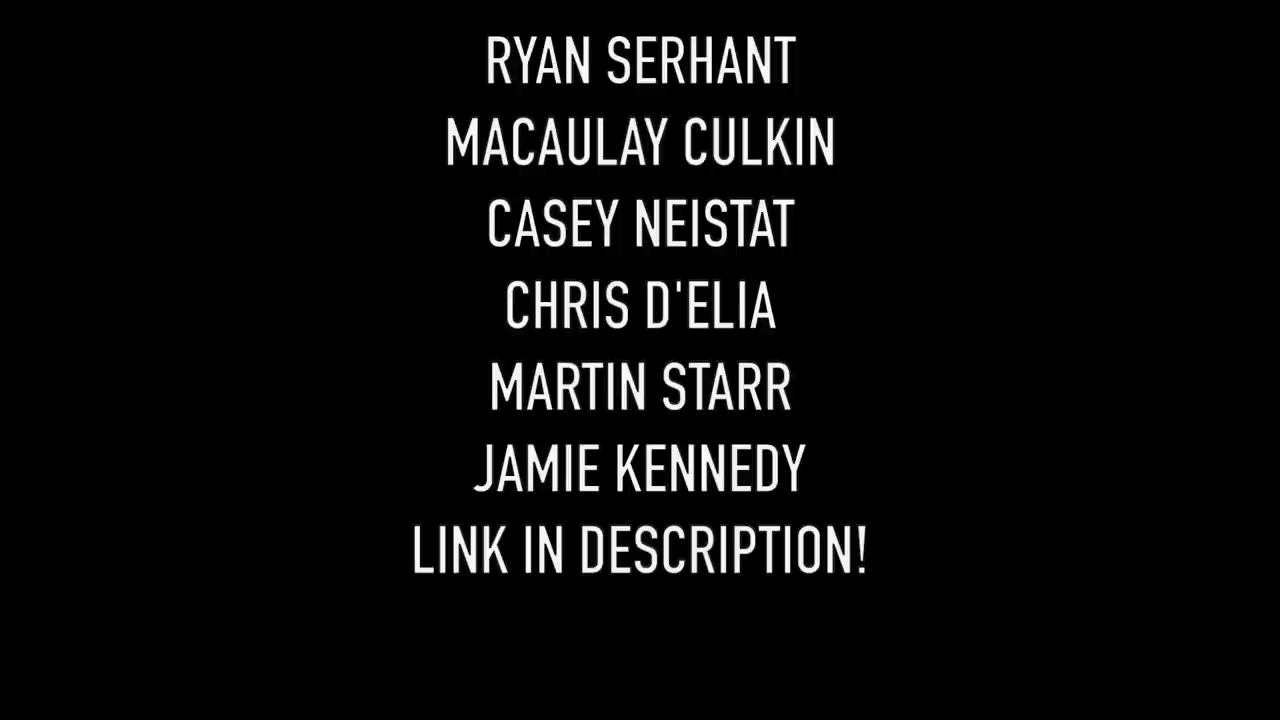 RYAN SERHANT
MACAULAY CULKIN
CASEY NEISTAT
CHRIS D'ELIA
MARTIN STARR
JAMIE KENNEDY
LINK IN DESCRIPTION!